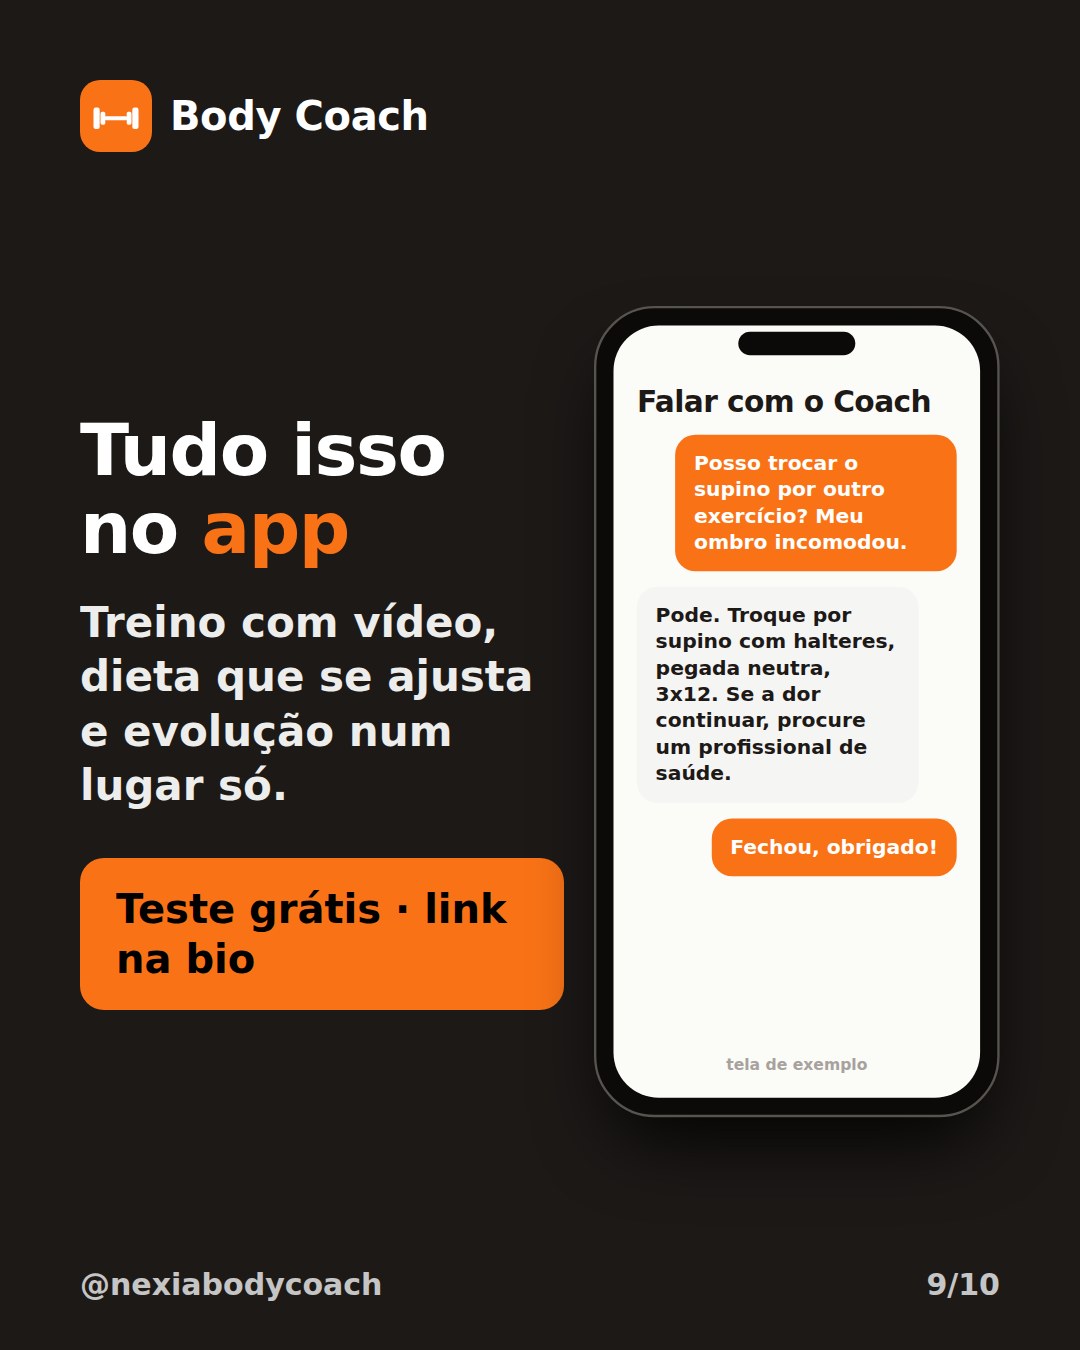 Body Coach
Tudo isso
no app
Treino com vídeo,
dieta que se ajusta
e evolução num
lugar só.
Teste grátis · link
na bio
Falar com o Coach
Posso trocar o
supino por outro
exercício? Meu
ombro incomodou.
Pode. Troque por
supino com halteres,
pegada neutra,
3x12. Se a dor
continuar, procure
um profissional de
saúde.
Fechou, obrigado!
tela de exemplo
@nexiabodycoach
9/10